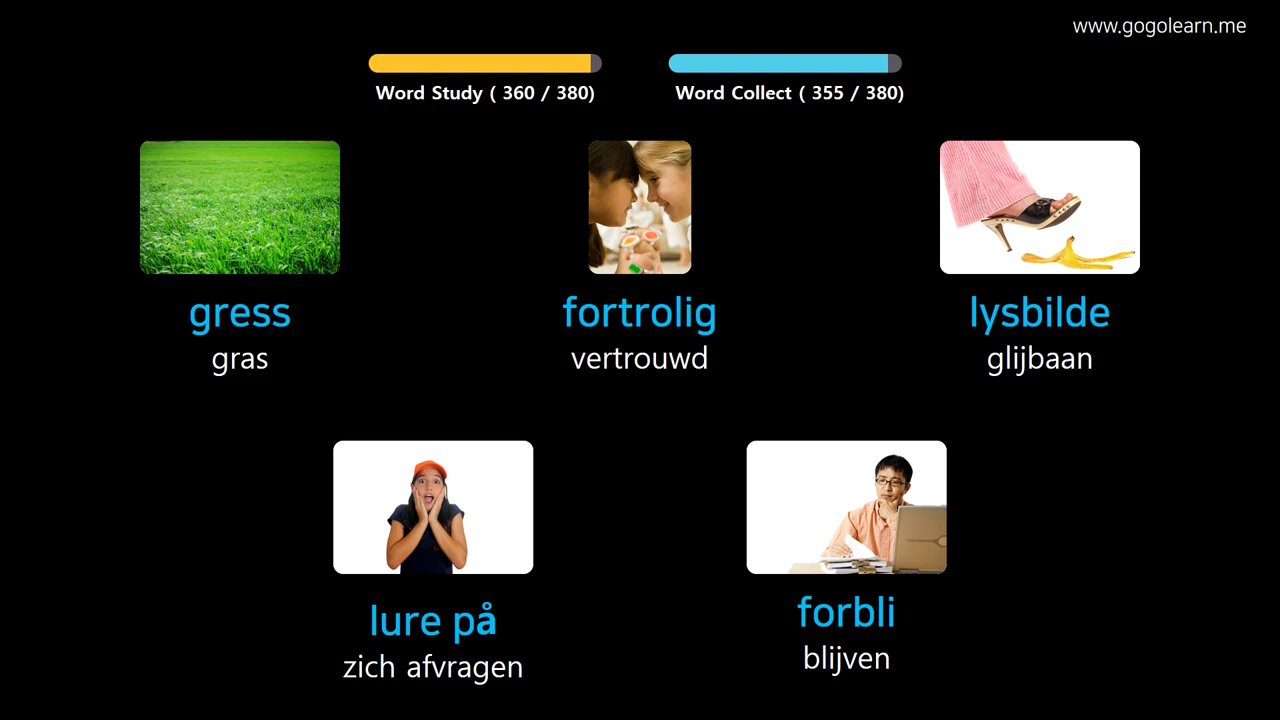 www.gogolearn.me
Word Study ( 360 / 380)
Word Collect ( 355 / 380)
gress
gras
fortrolig
vertrouwd
lysbilde
glijbaan
lure på
zich afvragen
forbli
blijven